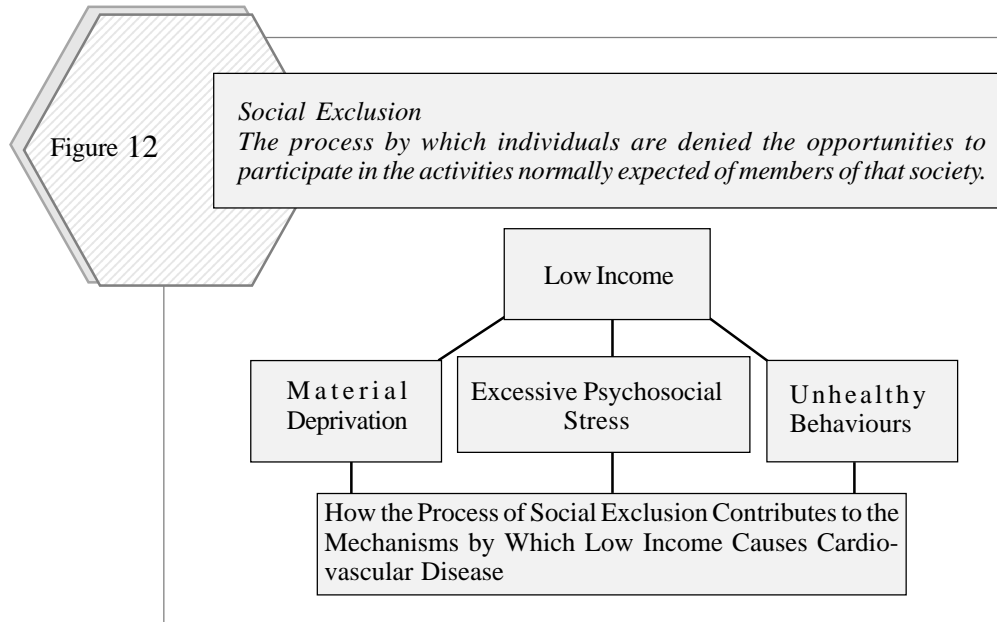 Figure 12
Social Exclusion
The process by which individuals are denied the opportunities to
participate in the activities normally expected of members of that society.
Low Income
Material
Deprivation
Excessive Psychosocial
Stress
Unhealthy
Behaviours
How the Process of Social Exclusion Contributes to the
Mechanisms by Which Low Income Causes Cardio-
vascular Disease